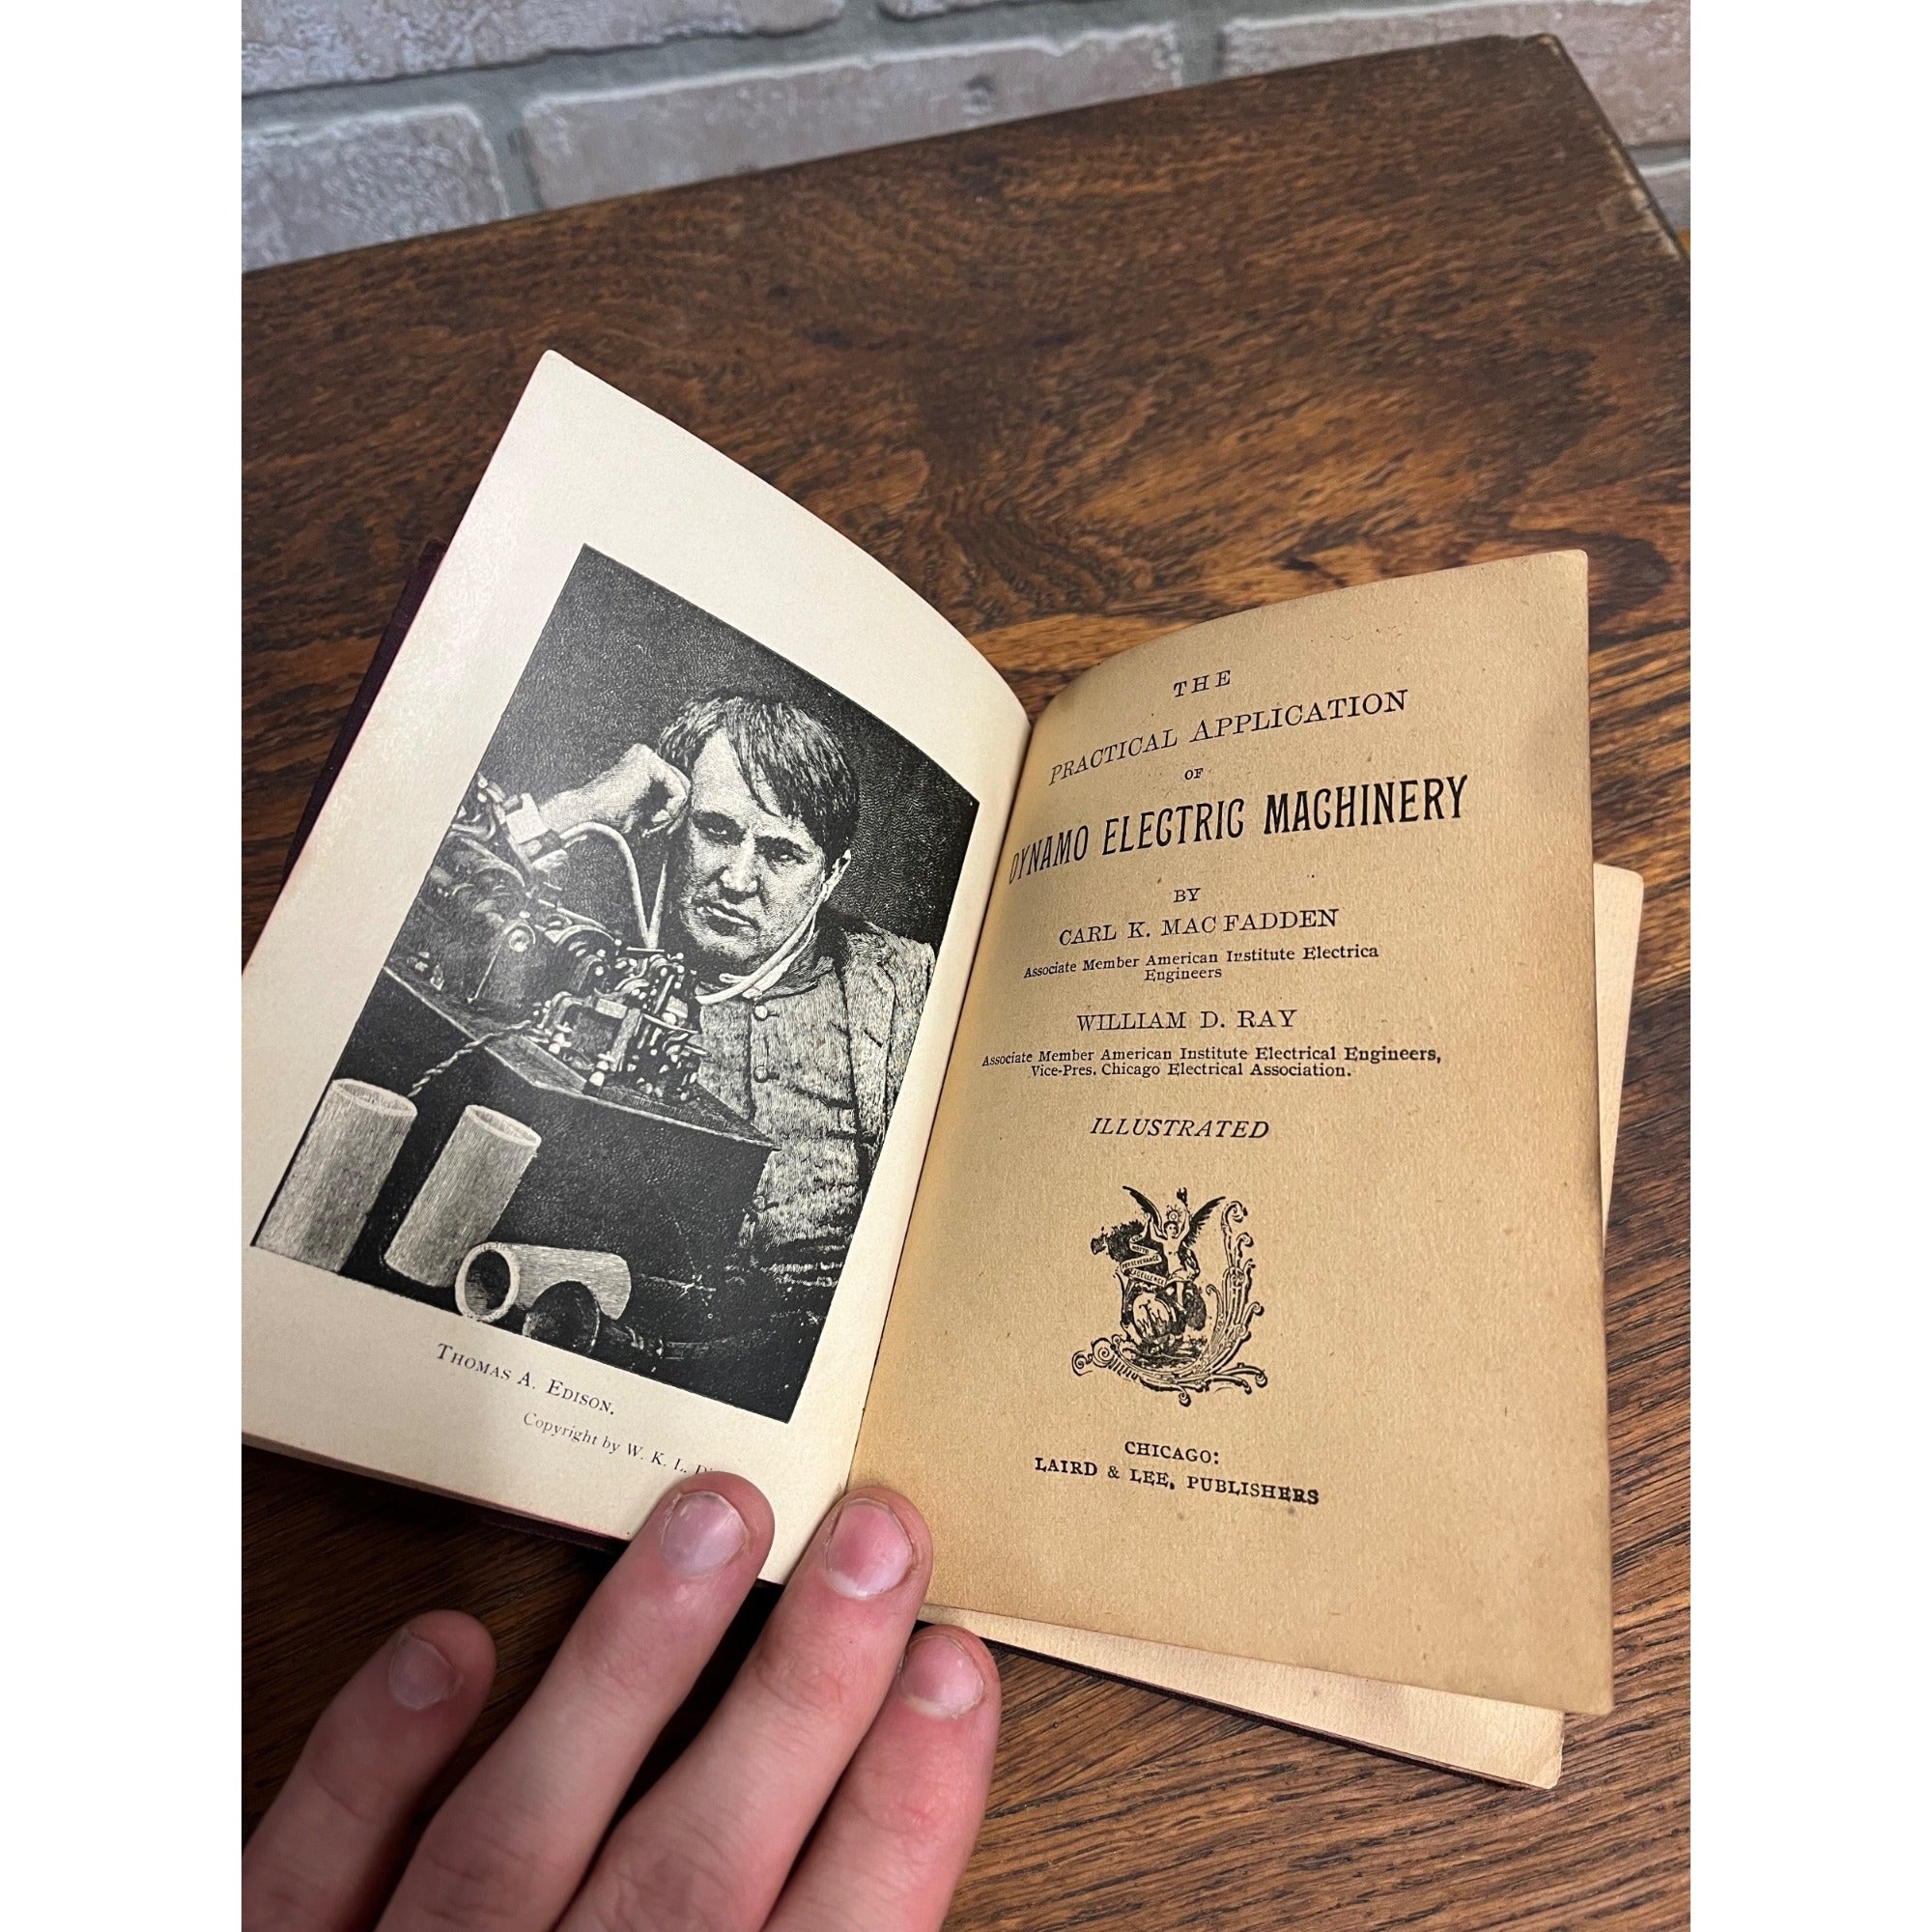 THOMAS A. EDISON.
Copyright by W. K. L.
THE
PRACTICAL APPLICATION
OF
DYNAMO ELECTRIC MACHINERY
BY
CARL K. MAC FADDEN
Associate Member American Institute Electrica
Engineers
WILLIAM D. RAY
Associate Member American Institute Electrical Engineers,
Vice-Pres. Chicago Electrical Association.
ILLUSTRATED
PERSEVERANCE
EXCELLENCE
CHICAGO:
LAIRD & LEE, PUBLISHERS